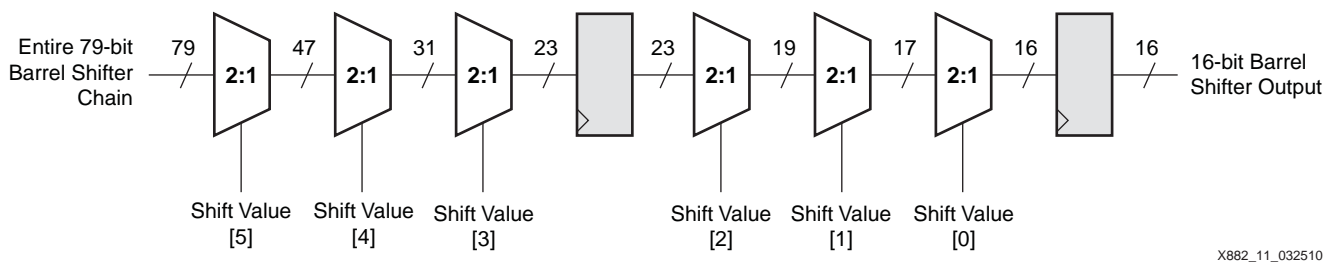 Entire 79-bit
Barrel Shifter
Chain
79
2:1
47
2:1
31
2:1
23
23
2:1
19
2:1
17
2:1
16
16
16-bit Barrel
Shifter Output
Shift Value
[5]
Shift Value
[4]
Shift Value
[3]
Shift Value
[2]
Shift Value
[1]
Shift Value
[0]
X882_11_032510